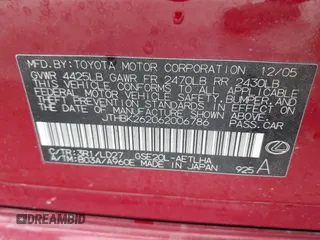 MFD.BY: TOYOTA MOTOR CORPORATION 12/05
GVWR 4425LB GAWR FR 2470LB RR 2430LB
THIS VEHICLE CONFORMS TO ALL APPLICABLE
FEDERAL MOTOR VEHICLE SAFETY, BUMPER, AND
THEFT PREVENTION STANDARDS IN EFFECT ON
THE DATE OF MANUFACTURE SHOWN ABOVE.
JTHBK262062006786 PASS.CAR
C/TR: 3R1/LD27 GSE20L-AETLHA
A/TM: B03A/A960E MADE IN JAPAN 925 A
DREAMBID